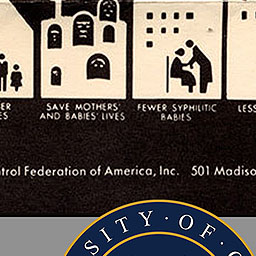 ER
ES
SAVE MOTHERS'
AND BABIES' LIVES
FEWER SYPHILITIC
BABIES
LESS
ntrol Federation of America, Inc. 501 Madiso
SITY · OF · C